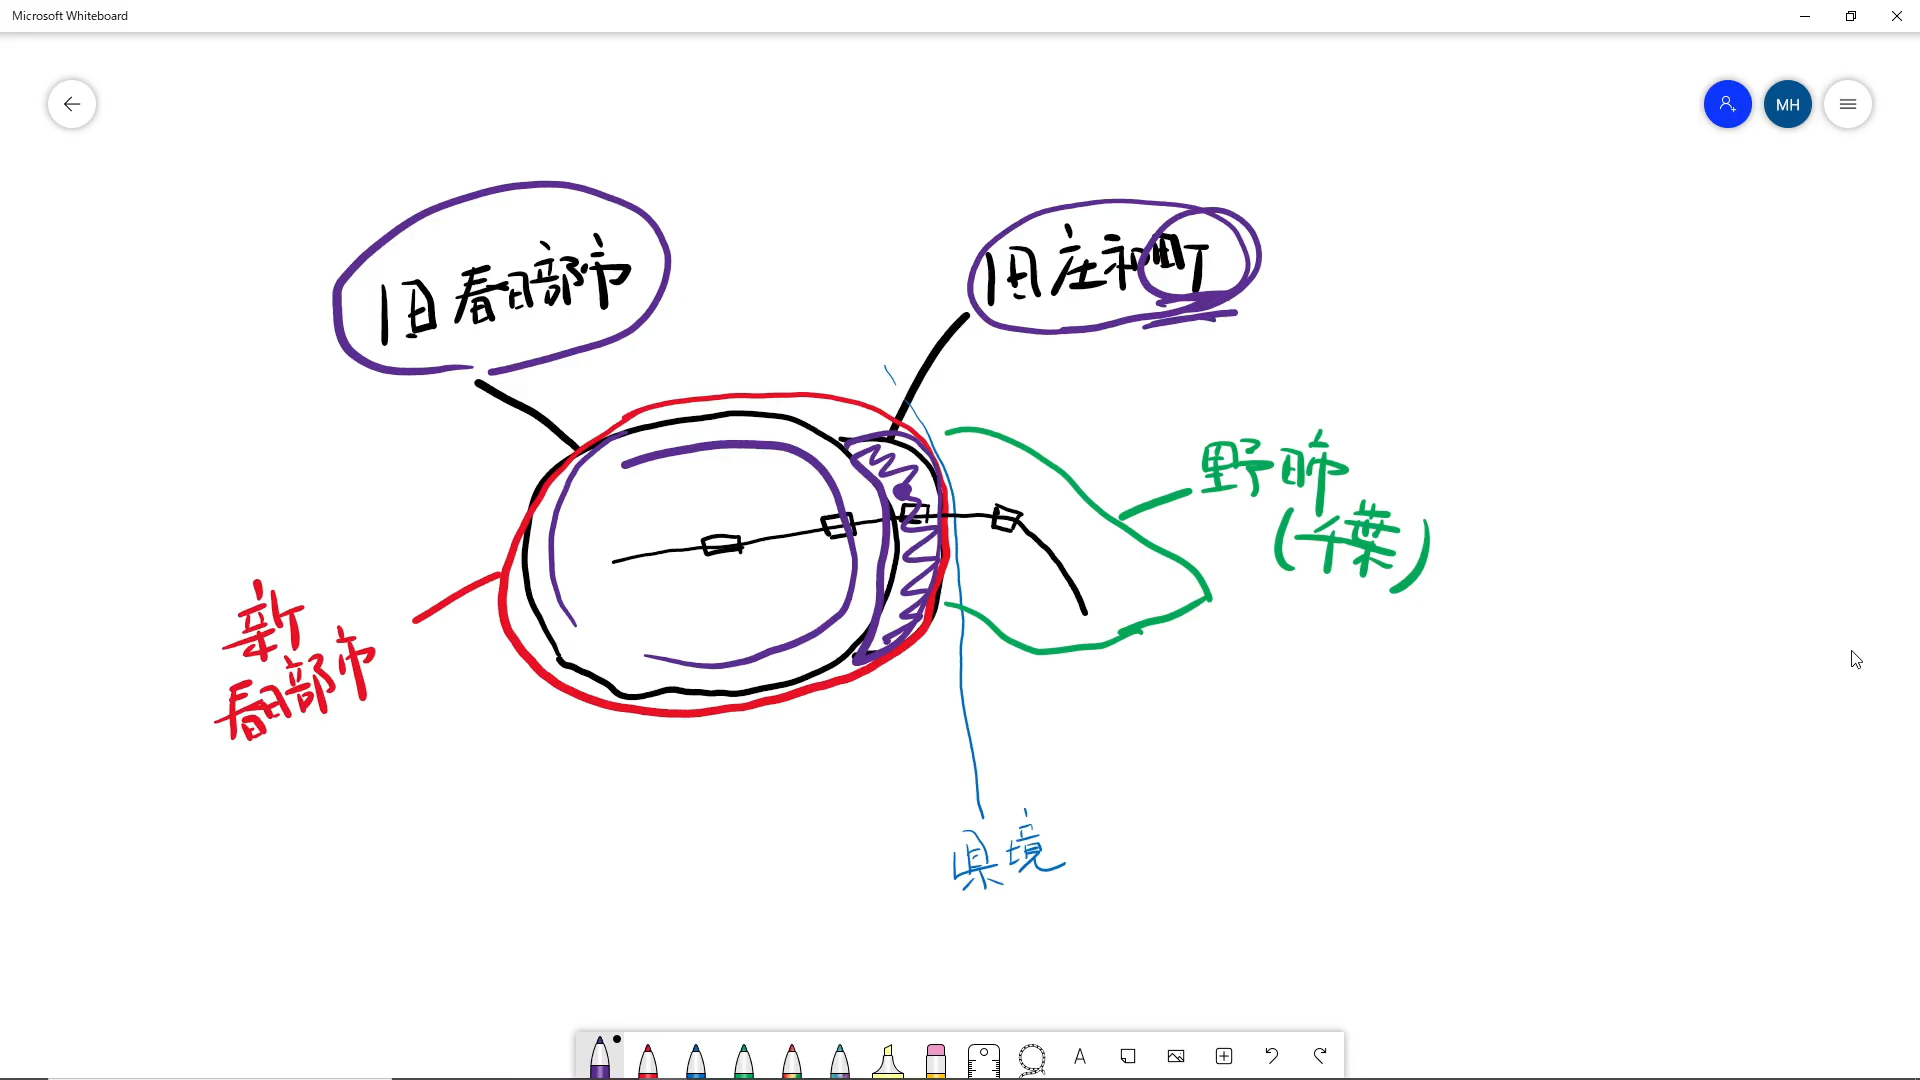 Microsoft Whiteboard
MH
旧春日部市
旧庄和町
野田市
(千葉)
新
春日部市
県境
A